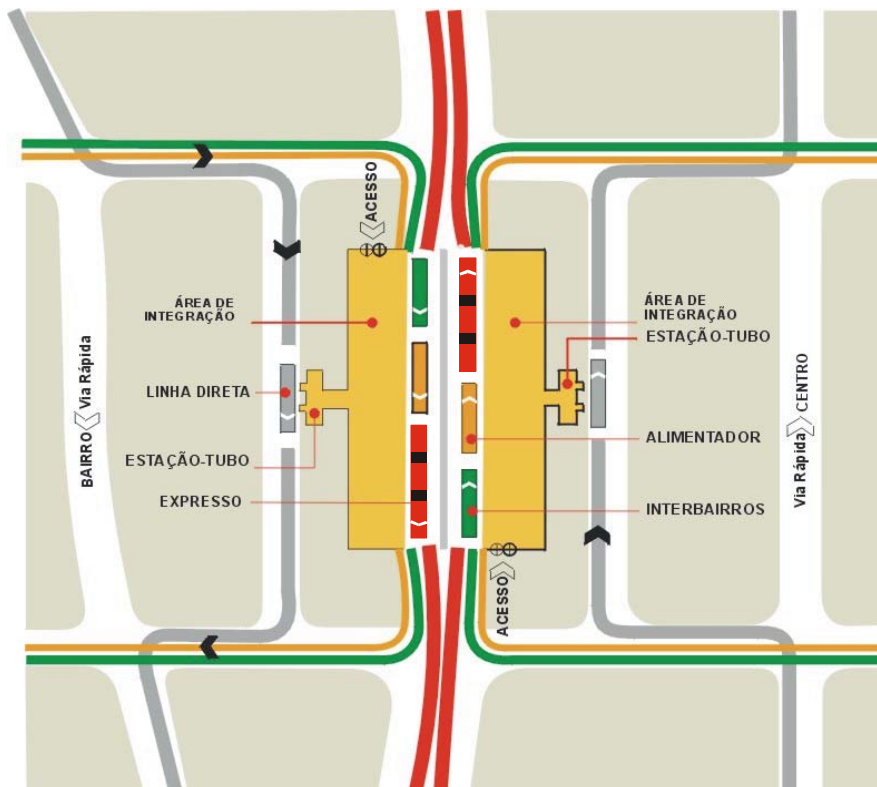 ACESSO
ÁREA DE
INTEGRAÇÃO
ÁREA DE
INTEGRAÇÃO
ESTAÇÃO-TUBO
BAIRRO Via Rápida
LINHA DIRETA
Via Rápida CENTRO
ALIMENTADOR
ESTAÇÃO-TUBO
EXPRESSO
INTERBAIRROS
ACESSO